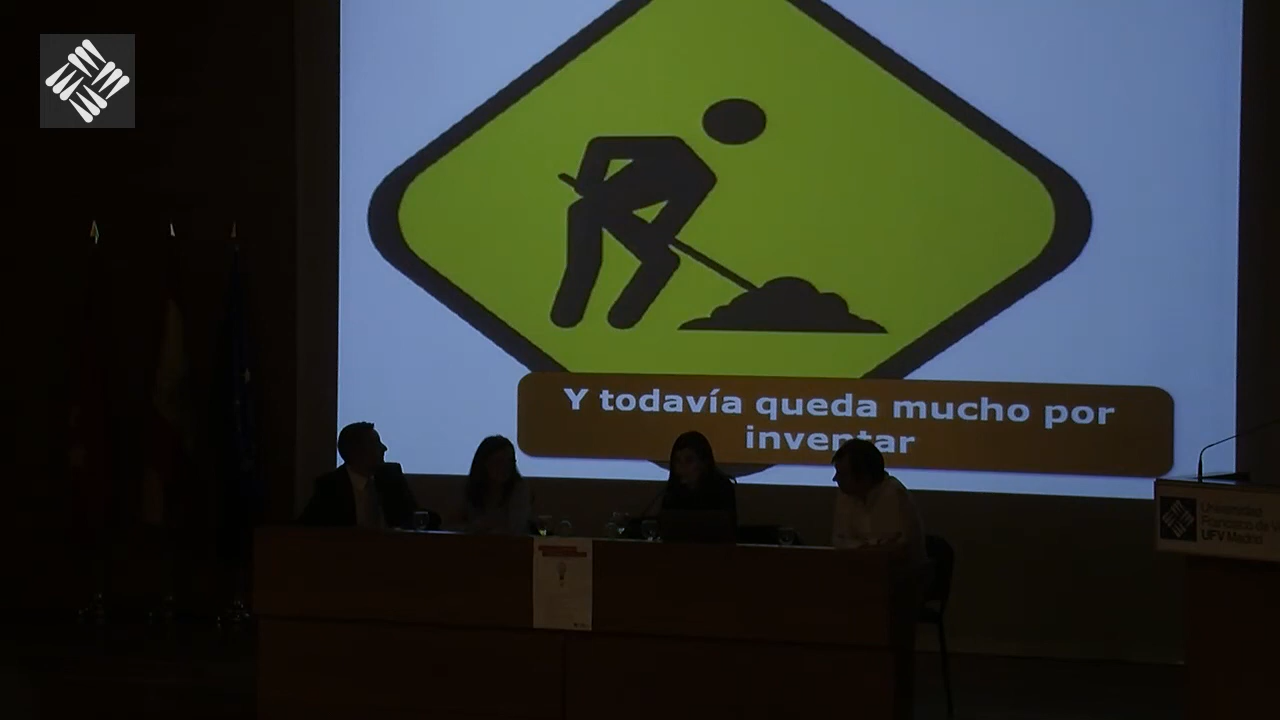 Y todavía queda mucho por
inventar
Universidad
Francisco de V
UFV Madrid